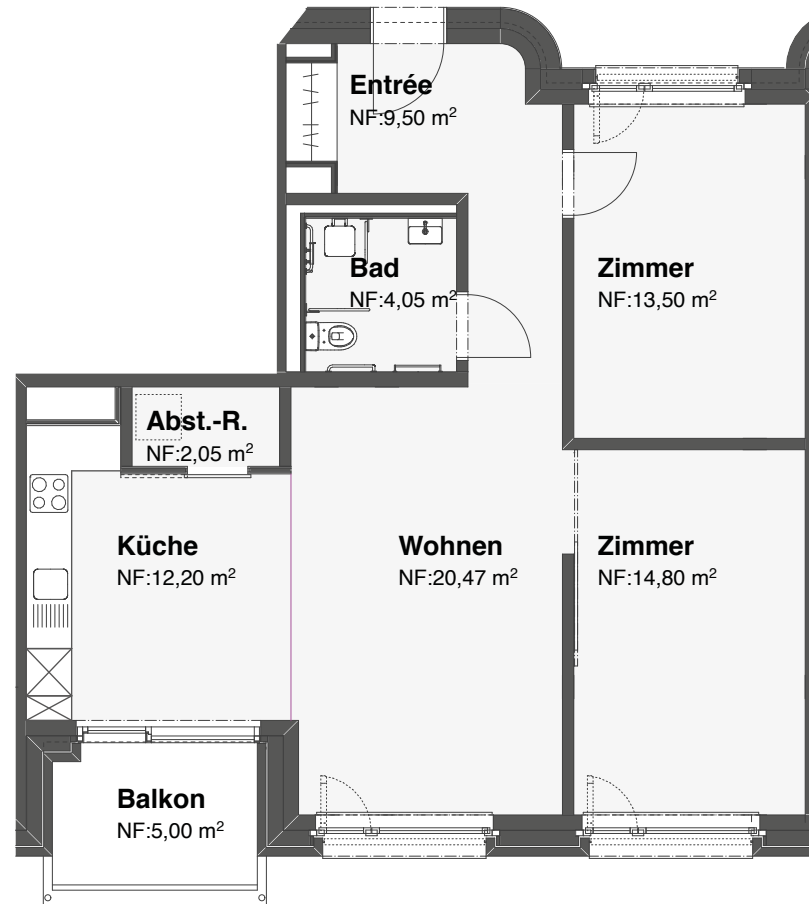 Entrée
NF:9,50 m²
Bad
NF:4,05 m²
Zimmer
NF:13,50 m²
Abst.-R.
NF:2,05 m²
Küche
NF:12,20 m²
Wohnen
NF:20,47 m²
Zimmer
NF:14,80 m²
Balkon
NF:5,00 m²